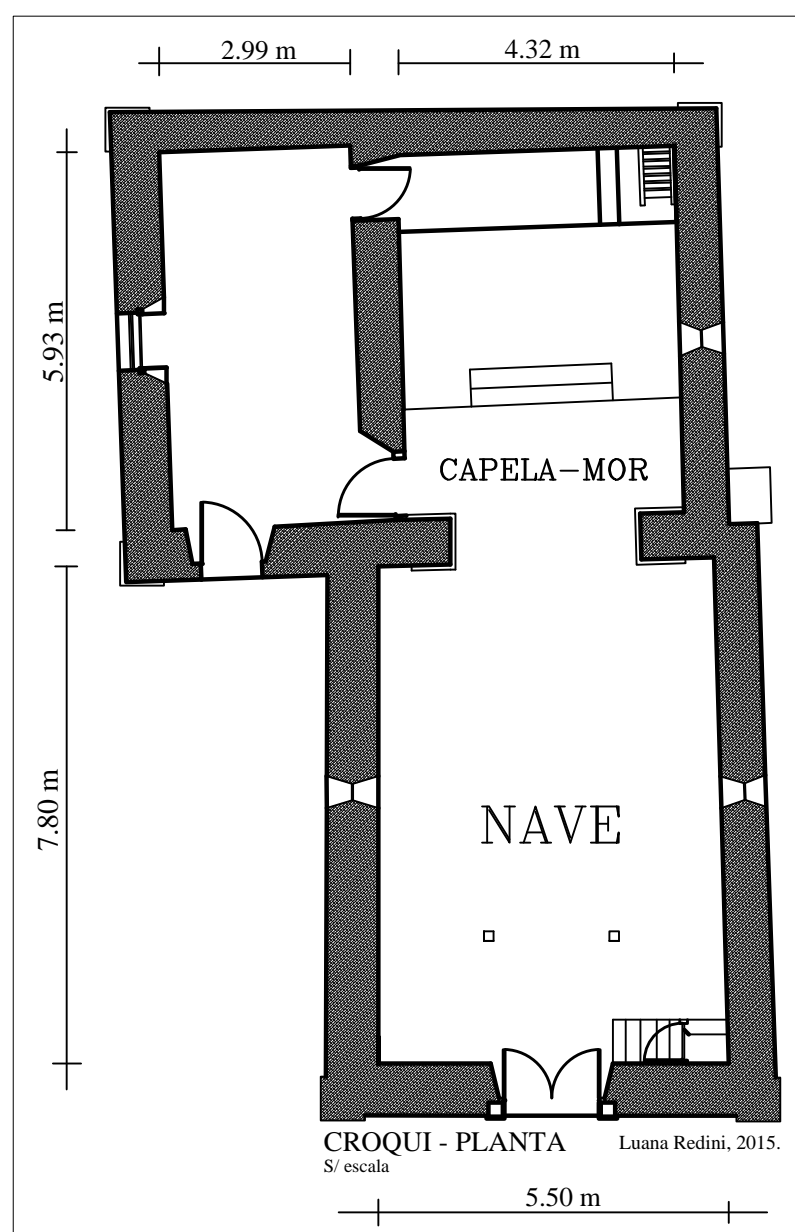 2.99 m
4.32 m
5.93 m
CAPELA-MOR
7.80 m
NAVE
CROQUI - PLANTA
S/ escala
Luana Redini, 2015.
5.50 m